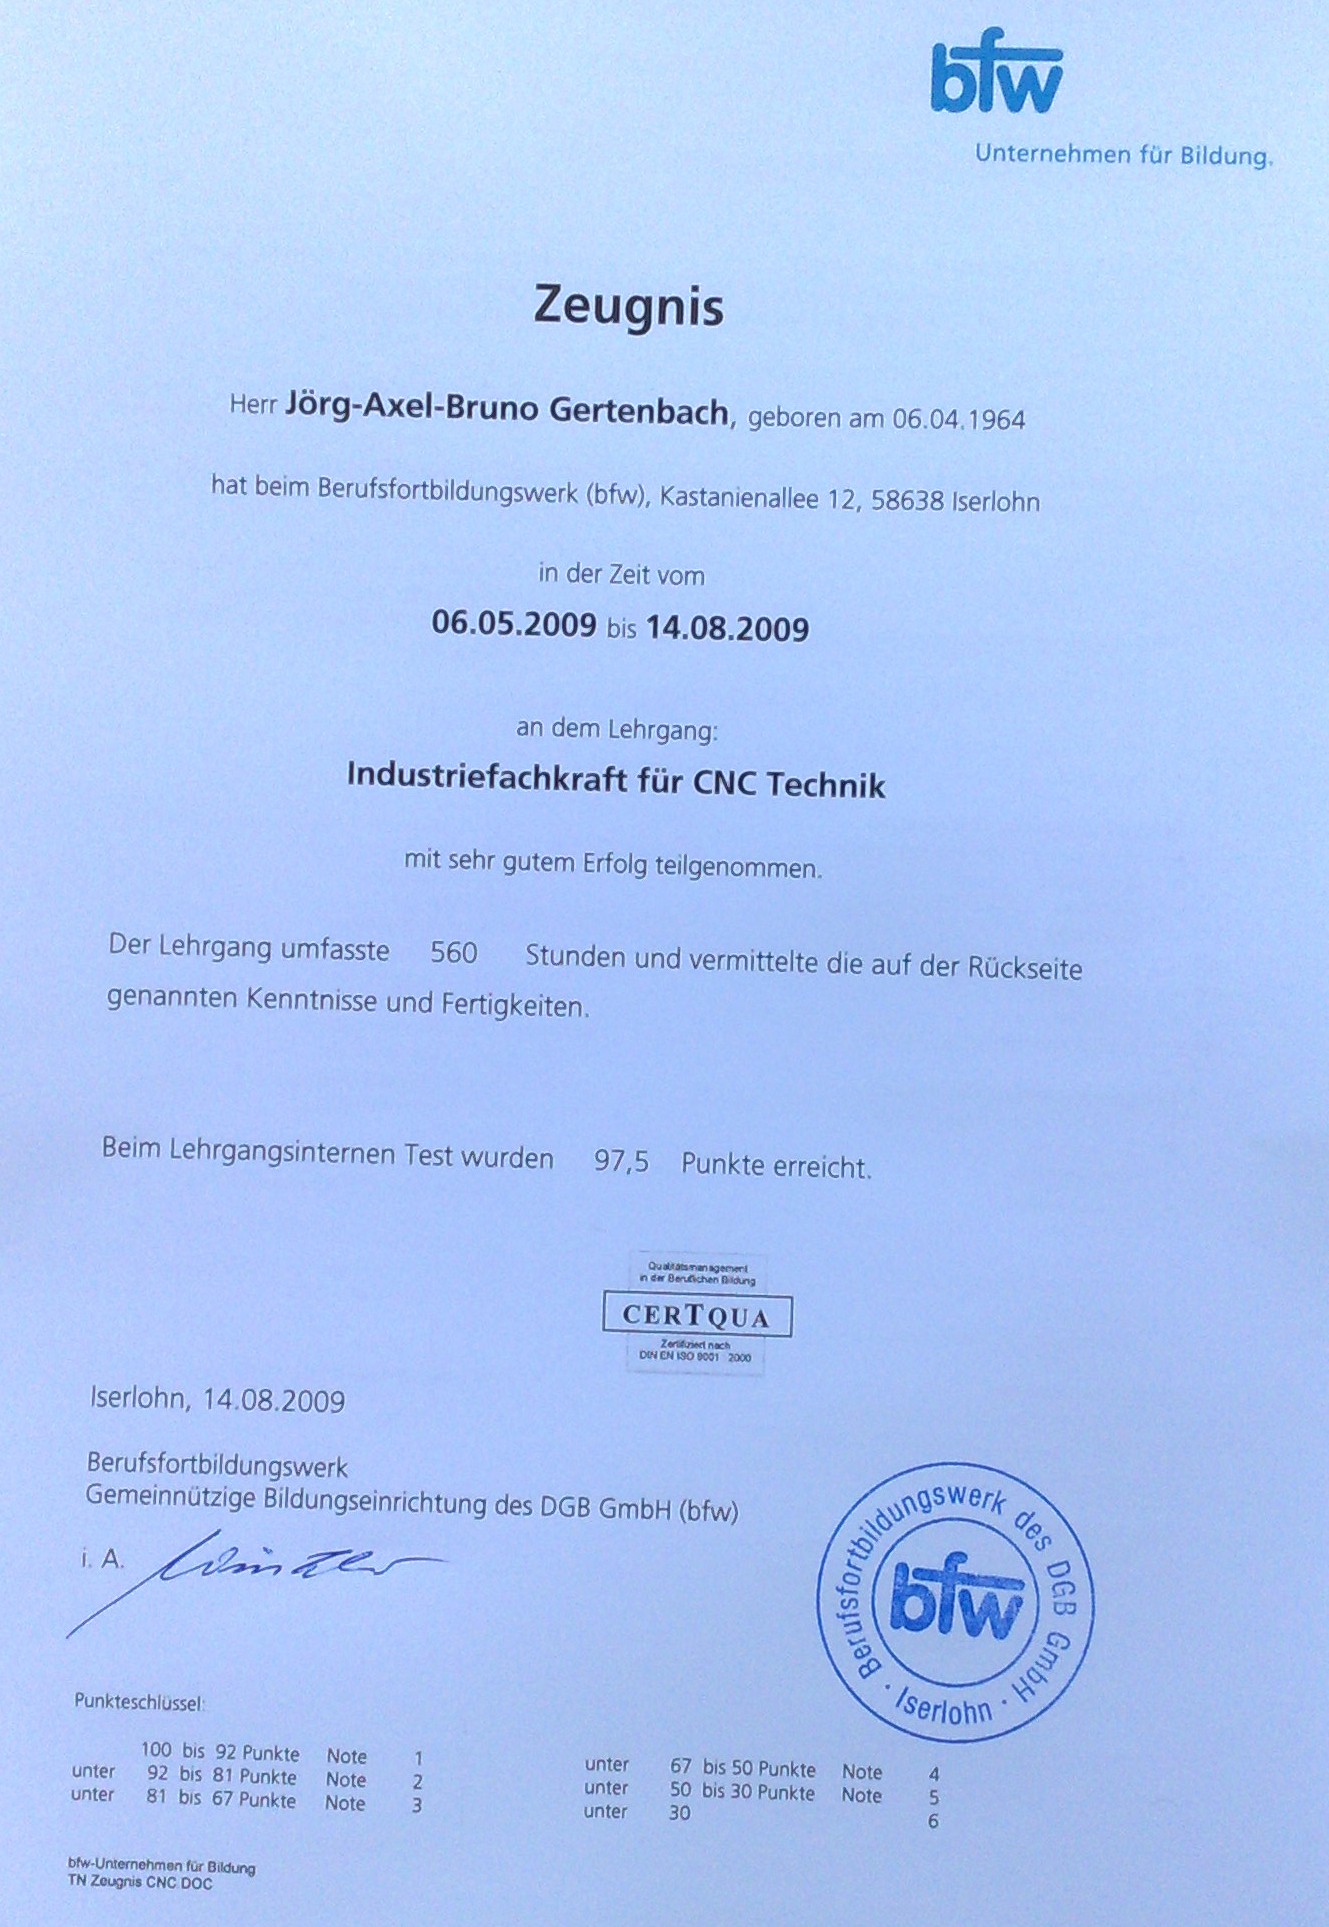 bfw
Unternehmen für Bildung.
Zeugnis
Herr Jörg-Axel-Bruno Gertenbach, geboren am 06.04.1964
hat beim Berufsfortbildungswerk (bfw), Kastanienallee 12, 58638 Iserlohn
in der Zeit vom
06.05.2009 bis 14.08.2009
an dem Lehrgang:
Industriefachkraft für CNC Technik
mit sehr gutem Erfolg teilgenommen.
Der Lehrgang umfasste 560 Stunden und vermittelte die auf der Rückseite
genannten Kenntnisse und Fertigkeiten.
Beim Lehrgangsinternen Test wurden 97,5 Punkte erreicht.
Qualitätsmanagement
in der Beruflichen Bildung
CERTQUA
Zertifiziert nach
DIN EN ISO 9001 2000
Iserlohn, 14.08.2009
Berufsfortbildungswerk
Gemeinnützige Bildungseinrichtung des DGB GmbH (bfw)
i. A.
Berufsfortbildungswerk des DGB GmbH · Iserlohn ·
bfw
Punkteschlüssel:
100 bis 92 Punkte Note 1
unter 92 bis 81 Punkte Note 2
unter 81 bis 67 Punkte Note 3
unter 67 bis 50 Punkte Note 4
unter 50 bis 30 Punkte Note 5
unter 30 6
bfw-Unternehmen für Bildung
TN Zeugnis CNC DOC